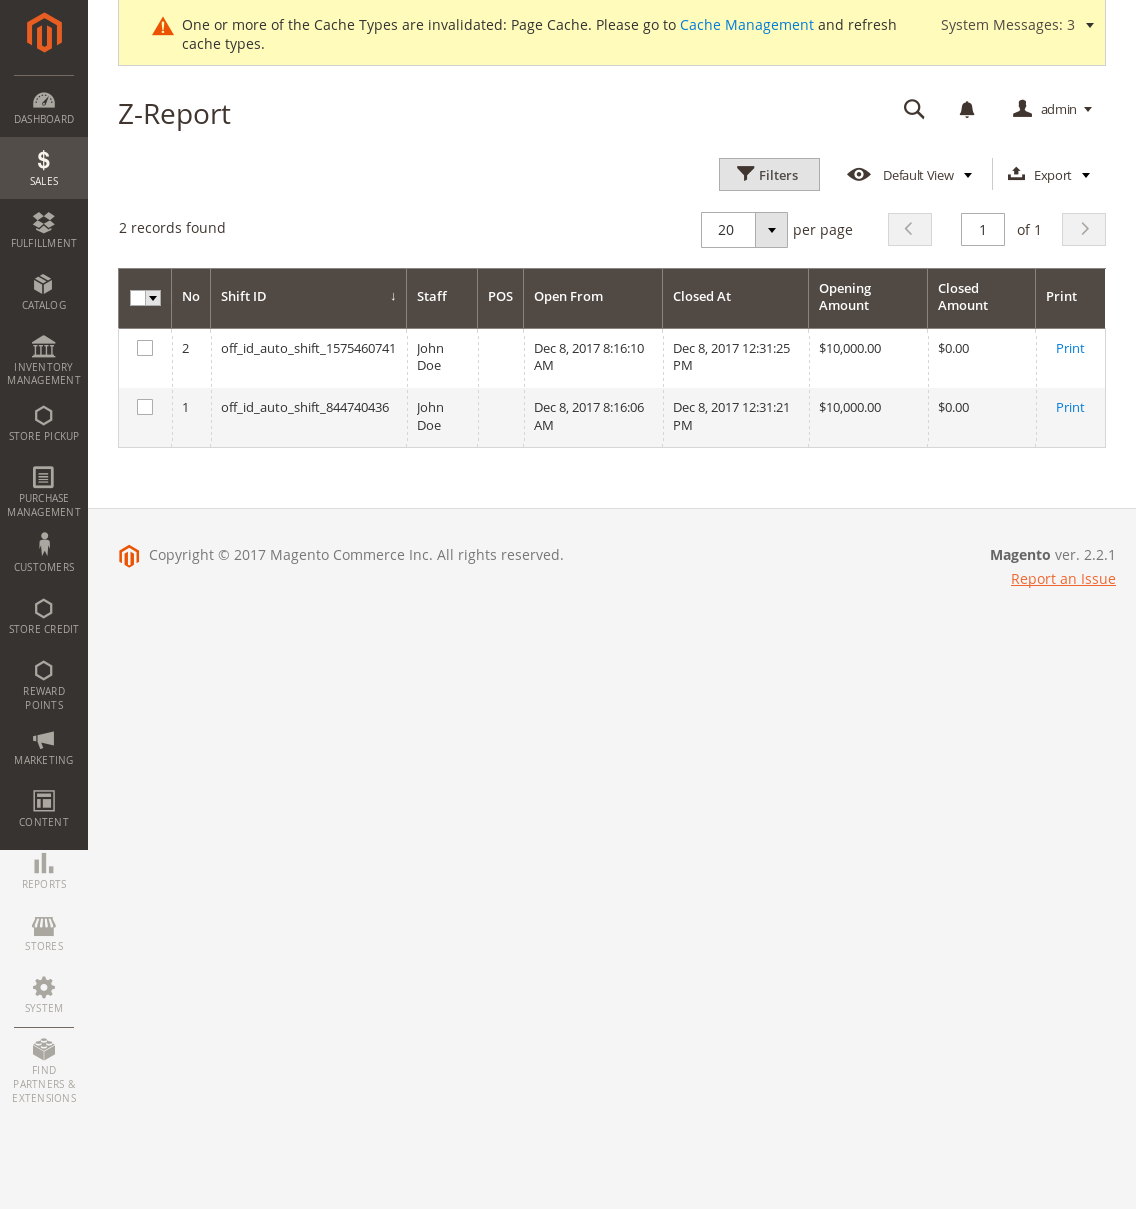 One or more of the Cache Types are invalidated: Page Cache. Please go to Cache Management and refresh
cache types.
System Messages: 3
Z-Report
admin
Filters
Default View
Export
2 records found
20 per page
1 of 1
No Shift ID ↓ Staff POS Open From Closed At Opening Amount Closed Amount Print
2 off_id_auto_shift_1575460741 John Doe Dec 8, 2017 8:16:10 AM Dec 8, 2017 12:31:25 PM $10,000.00 $0.00 Print
1 off_id_auto_shift_844740436 John Doe Dec 8, 2017 8:16:06 AM Dec 8, 2017 12:31:21 PM $10,000.00 $0.00 Print
Copyright © 2017 Magento Commerce Inc. All rights reserved.
Magento ver. 2.2.1
Report an Issue
DASHBOARD
$
SALES
FULFILLMENT
CATALOG
INVENTORY
MANAGEMENT
STORE PICKUP
PURCHASE
MANAGEMENT
CUSTOMERS
STORE CREDIT
REWARD
POINTS
MARKETING
CONTENT
REPORTS
STORES
SYSTEM
FIND
PARTNERS &
EXTENSIONS